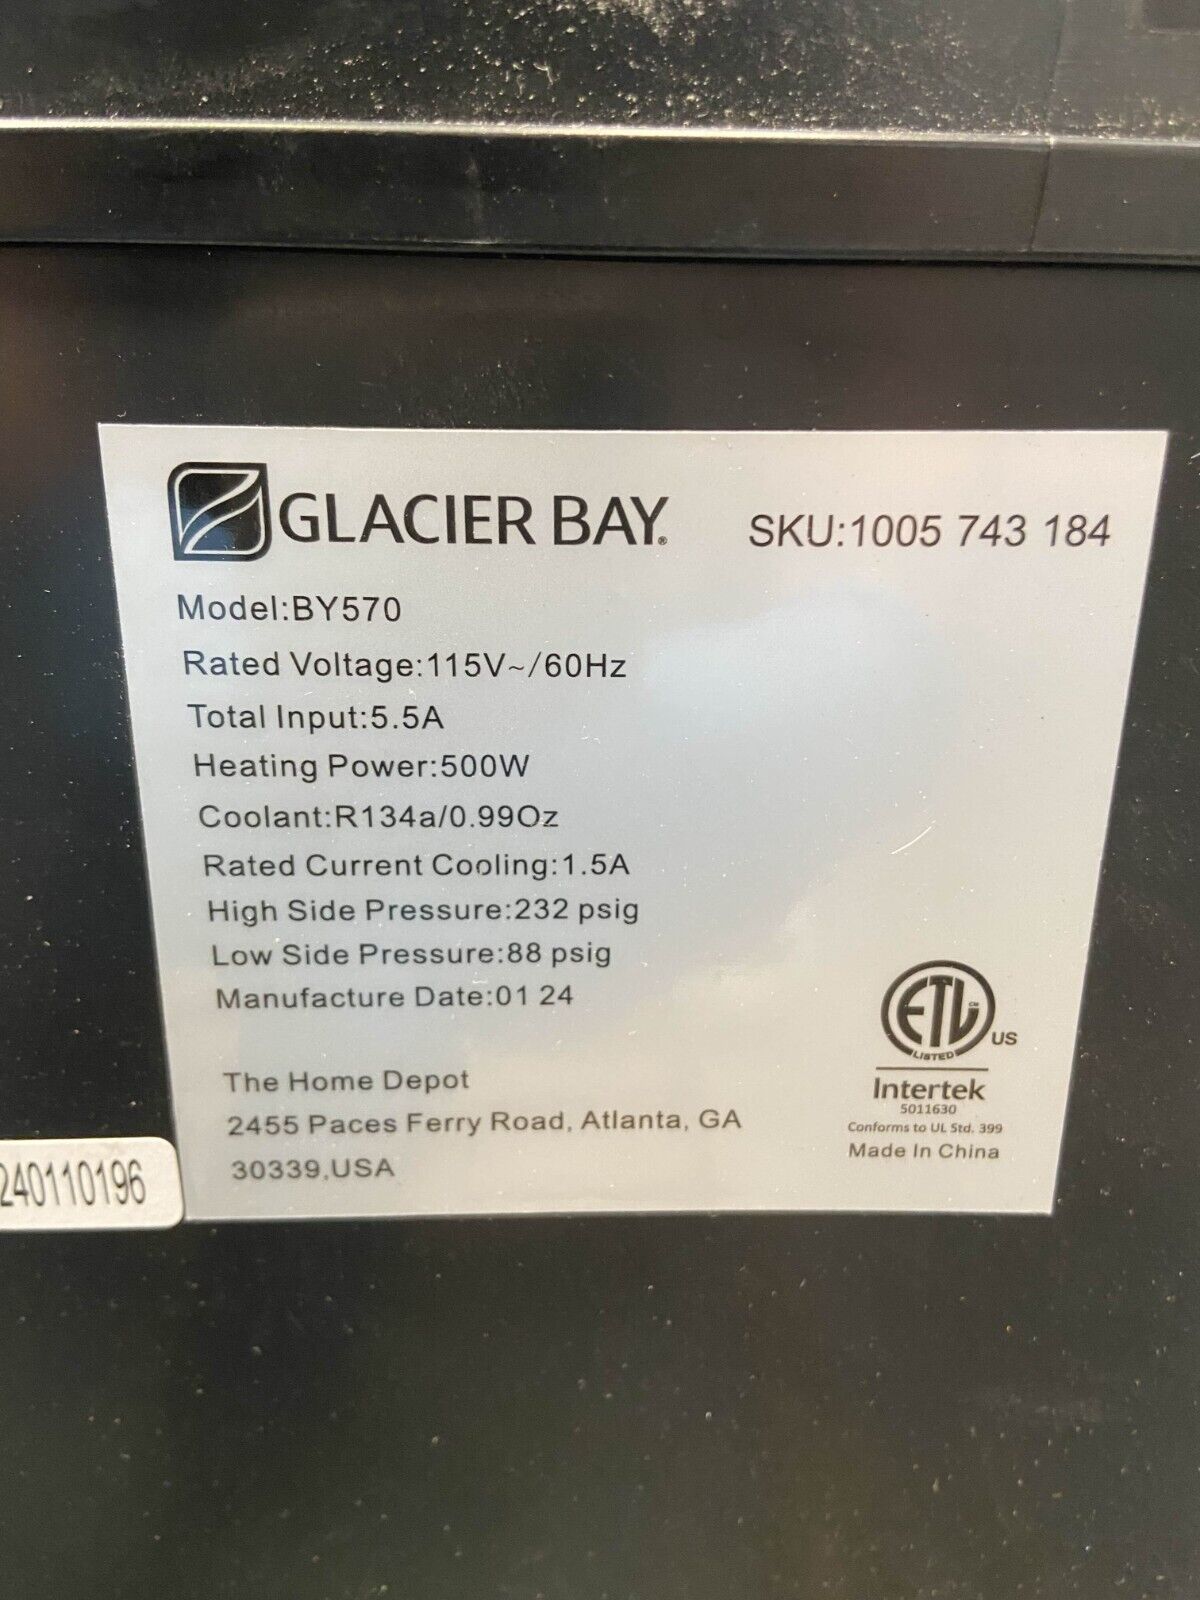 GLACIER BAY® SKU:1005 743 184
Model:BY570
Rated Voltage:115V~/60Hz
Total Input:5.5A
Heating Power:500W
Coolant:R134a/0.99Oz
Rated Current Cooling:1.5A
High Side Pressure:232 psig
Low Side Pressure:88 psig
Manufacture Date:01 24
The Home Depot
2455 Paces Ferry Road, Atlanta, GA
30339,USA
ETL CM
LISTED
US
Intertek
5011630
Conforms to UL Std. 399
Made In China
240110196